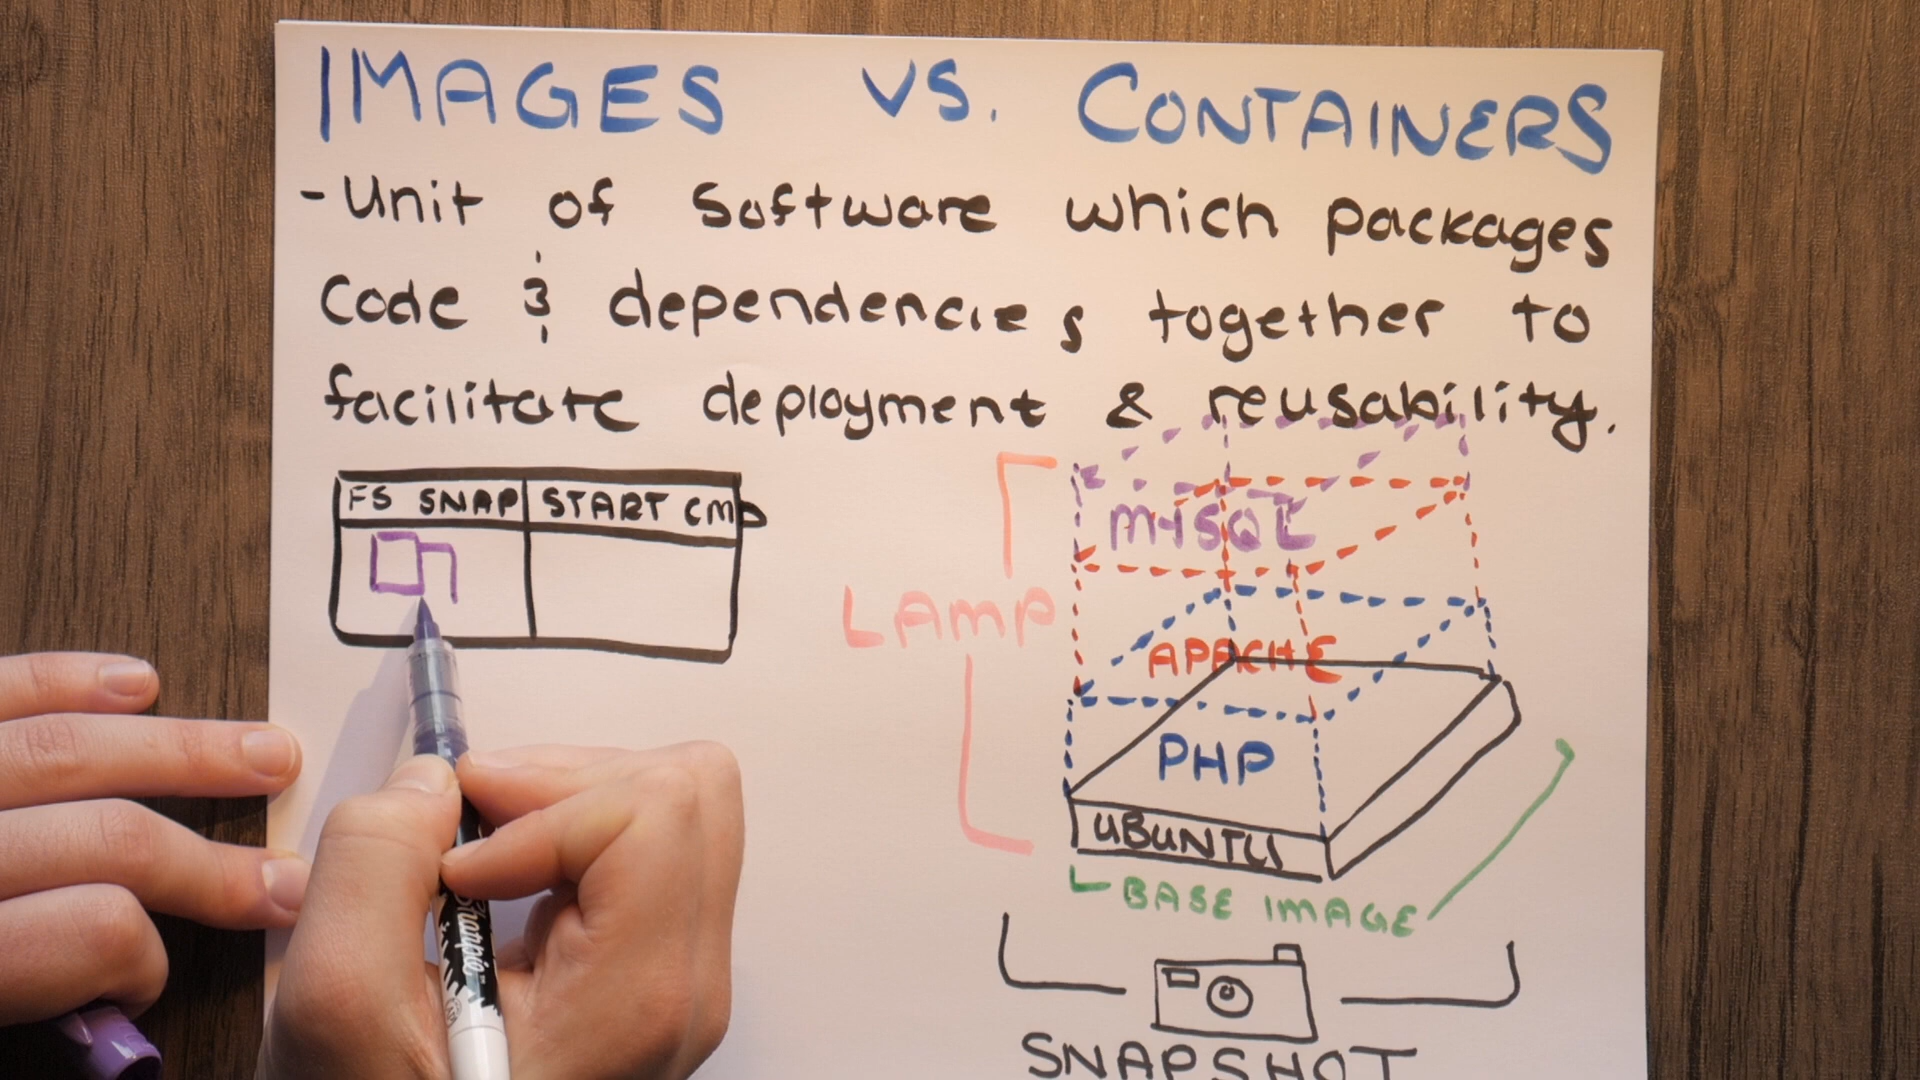 IMAGES VS. CONTAINERS
- Unit of Software which packages
Code & dependencies together to
facilitate deployment & reusability.
FS SNAP START CMD
MYSQL
LAMP
APACHE
PHP
UBUNTU
BASE IMAGE
SNAPSHOT
Sharpie